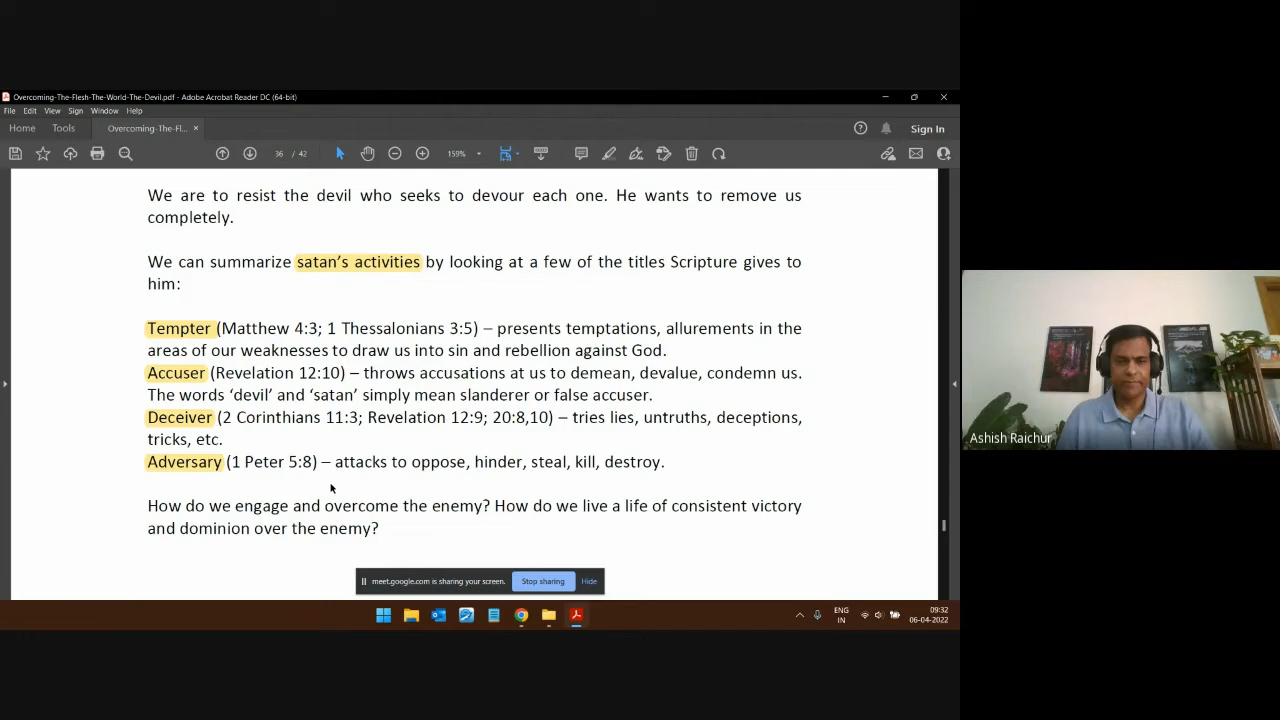 Overcoming-The-Flesh-The-World-The-Devil.pdf - Adobe Acrobat Reader DC (64-bit)
File Edit View Sign Window Help
Home Tools Overcoming-The-Fl... × Sign In
36 / 42 159%
We are to resist the devil who seeks to devour each one. He wants to remove us
completely.
We can summarize satan’s activities by looking at a few of the titles Scripture gives to
him:
Tempter (Matthew 4:3; 1 Thessalonians 3:5) – presents temptations, allurements in the
areas of our weaknesses to draw us into sin and rebellion against God.
Accuser (Revelation 12:10) – throws accusations at us to demean, devalue, condemn us.
The words ‘devil’ and ‘satan’ simply mean slanderer or false accuser.
Deceiver (2 Corinthians 11:3; Revelation 12:9; 20:8,10) – tries lies, untruths, deceptions,
tricks, etc.
Adversary (1 Peter 5:8) – attacks to oppose, hinder, steal, kill, destroy.
How do we engage and overcome the enemy? How do we live a life of consistent victory
and dominion over the enemy?
meet.google.com is sharing your screen. Stop sharing Hide
ENG
IN
09:32
06-04-2022
Ashish Raichur